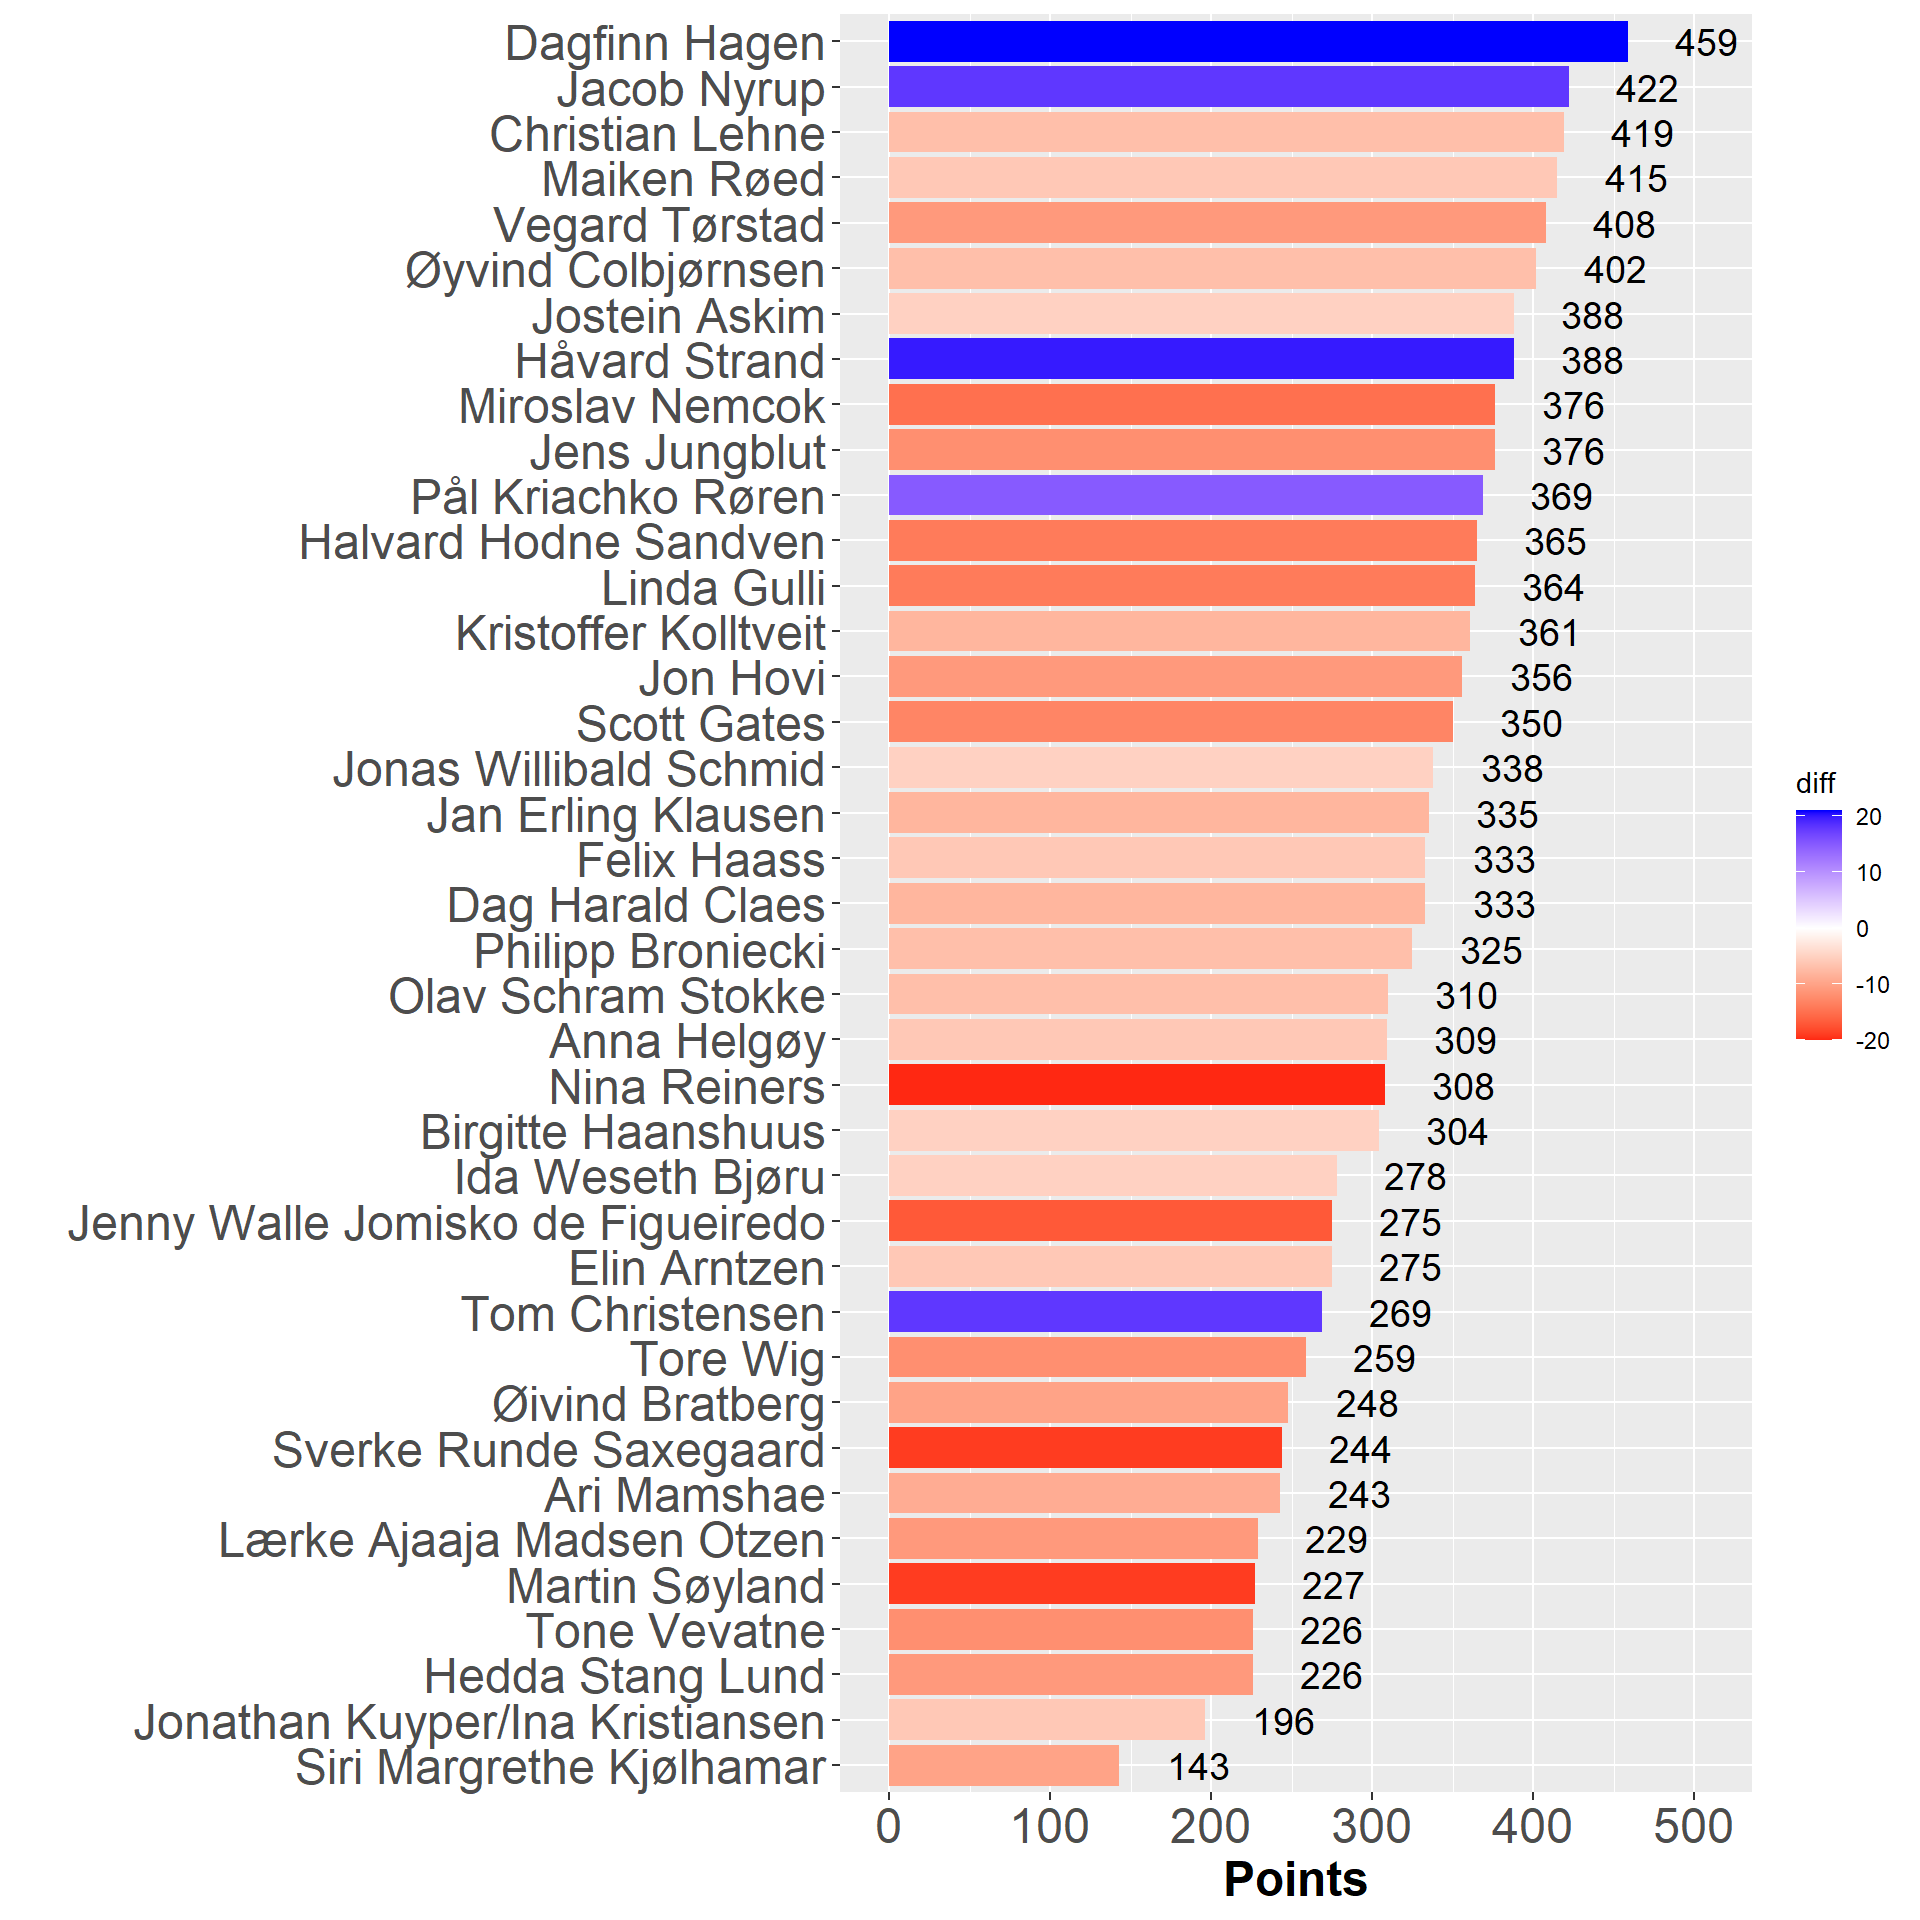 Dagfinn Hagen 459
Jacob Nyrup 422
Christian Lehne 419
Maiken Røed 415
Vegard Tørstad 408
Øyvind Colbjørnsen 402
Jostein Askim 388
Håvard Strand 388
Miroslav Nemcok 376
Jens Jungblut 376
Pål Kriachko Røren 369
Halvard Hodne Sandven 365
Linda Gulli 364
Kristoffer Kolltveit 361
Jon Hovi 356
Scott Gates 350
Jonas Willibald Schmid 338
Jan Erling Klausen 335
Felix Haass 333
Dag Harald Claes 333
Philipp Broniecki 325
Olav Schram Stokke 310
Anna Helgøy 309
Nina Reiners 308
Birgitte Haanshuus 304
Ida Weseth Bjøru 278
Jenny Walle Jomisko de Figueiredo 275
Elin Arntzen 275
Tom Christensen 269
Tore Wig 259
Øivind Bratberg 248
Sverke Runde Saxegaard 244
Ari Mamshae 243
Lærke Ajaaja Madsen Otzen 229
Martin Søyland 227
Tone Vevatne 226
Hedda Stang Lund 226
Jonathan Kuyper/Ina Kristiansen 196
Siri Margrethe Kjølhamar 143
0 100 200 300 400 500
Points
diff
20
10
0
-10
-20